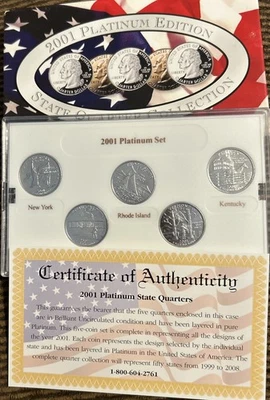 2001 PLATINUM EDITION
STATE QUARTER COLLECTION
2001 Platinum Set
New York
Rhode Island
Kentucky
Certificate of Authenticity
2001 Platinum State Quarters
This guarantees the bearer that the five quarters enclosed in this case
are in Brilliant Uncirculated condition and have been layered in pure
Platinum. This five-coin set is complete in representing all the designs of
the year 2001. Each coin represents the design selected by the individual
state and has been layered in Platinum in the United States of America. The
complete quarter collection will represent fifty states from 1999 to 2008.
1-800-604-2761